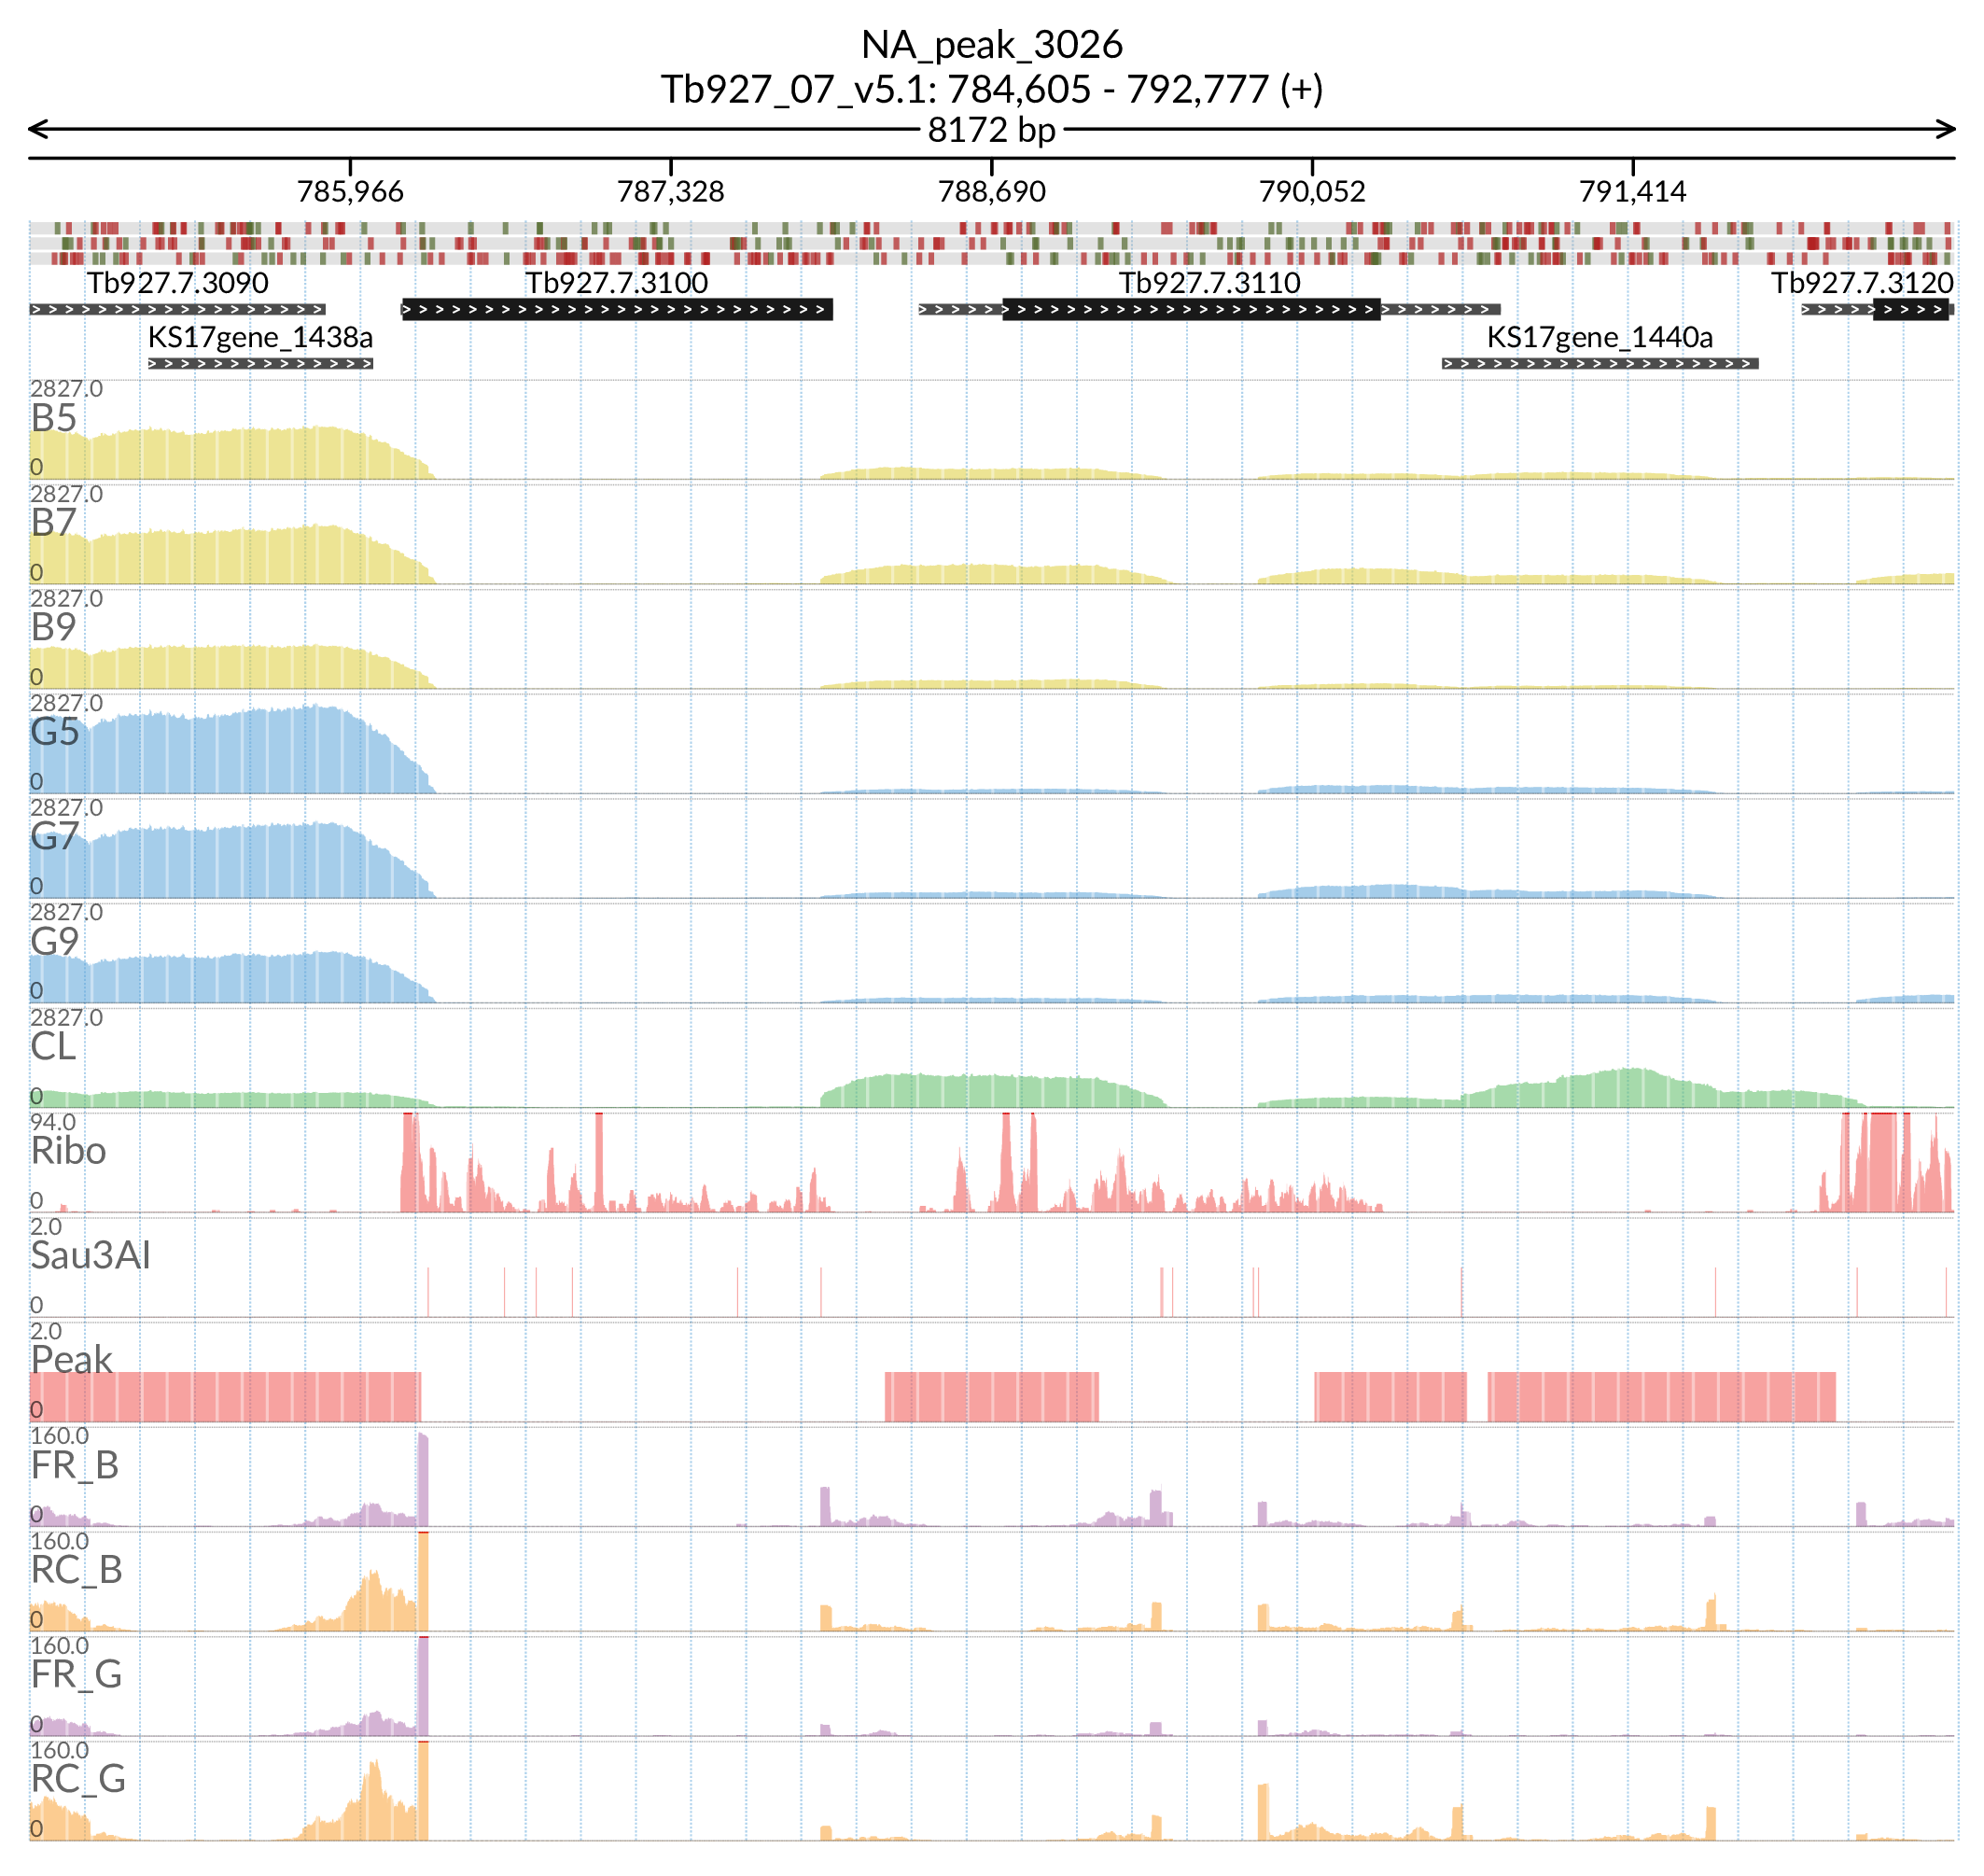 NA_peak_3026
Tb927_07_v5.1: 784,605 - 792,777 (+)
8172 bp
785,966 787,328 788,690 790,052 791,414
Tb927.7.3090 Tb927.7.3100 Tb927.7.3110 Tb927.7.3120
KS17gene_1438a KS17gene_1440a
2827.0
B5
0
2827.0
B7
0
2827.0
B9
0
2827.0
G5
0
2827.0
G7
0
2827.0
G9
0
2827.0
CL
0
94.0
Ribo
0
2.0
Sau3AI
0
2.0
Peak
0
160.0
FR_B
0
160.0
RC_B
0
160.0
FR_G
0
160.0
RC_G
0